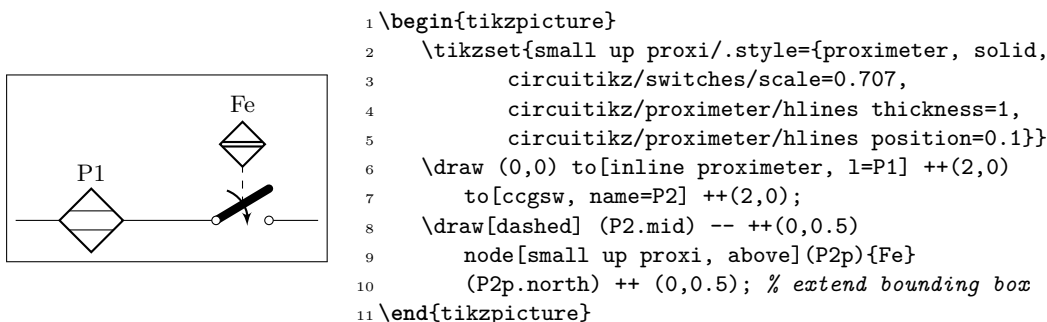 Fe
P1
1 \begin{tikzpicture}
2 \tikzset{small up proxi/.style={proximeter, solid,
3 circuitikz/switches/scale=0.707,
4 circuitikz/proximeter/hlines thickness=1,
5 circuitikz/proximeter/hlines position=0.1}}
6 \draw (0,0) to[inline proximeter, l=P1] ++(2,0)
7 to[ccgsw, name=P2] ++(2,0);
8 \draw[dashed] (P2.mid) -- ++(0,0.5)
9 node[small up proxi, above](P2p){Fe}
10 (P2p.north) ++ (0,0.5); % extend bounding box
11 \end{tikzpicture}